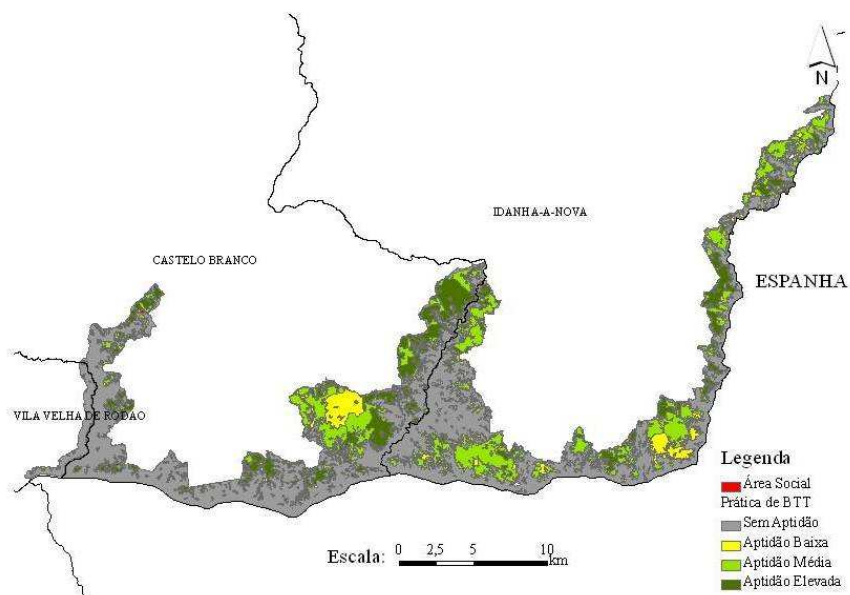 N
IDANHA-A-NOVA
CASTELO BRANCO
ESPANHA
VILA VELHA DE RODAO
Legenda
Área Social
Prática de BTT
Sem Aptidão
Aptidão Baixa
Aptidão Média
Aptidão Elevada
Escala: 0 2,5 5 10
km